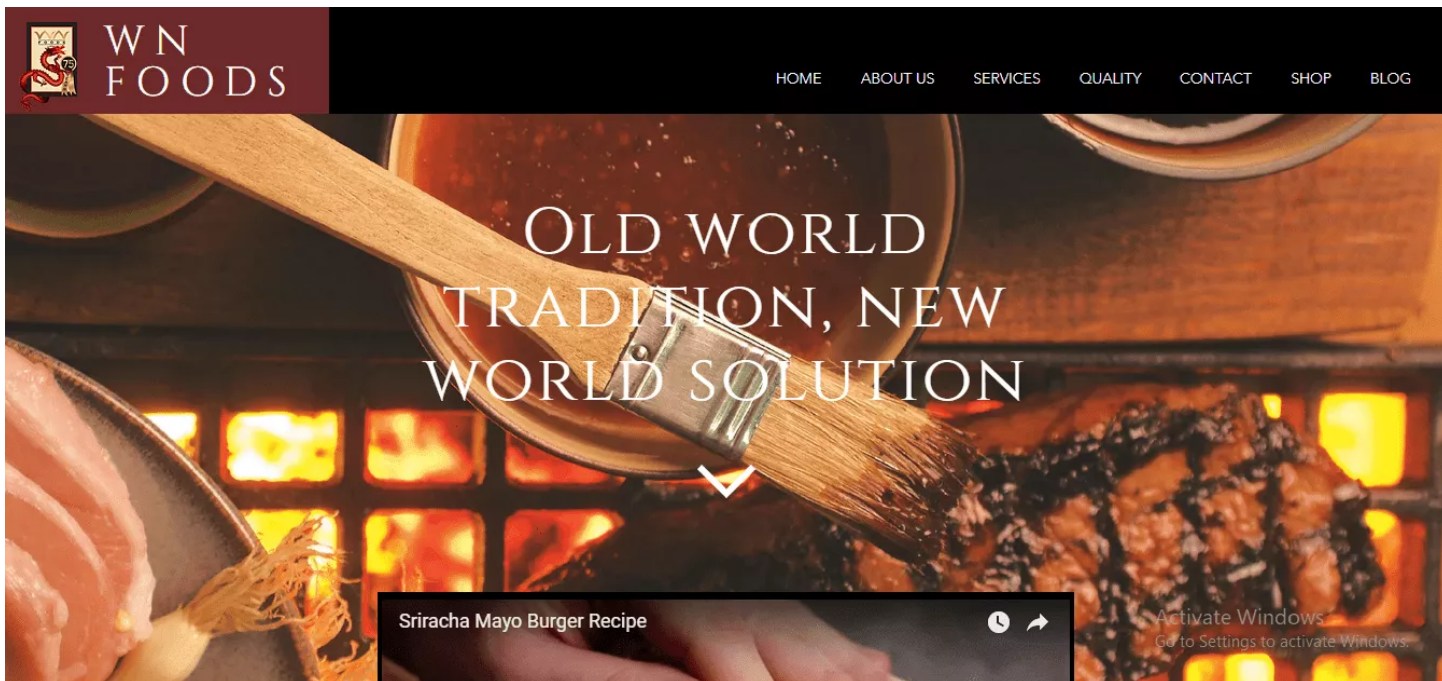 WN
FOODS
75
HOME ABOUT US SERVICES QUALITY CONTACT SHOP BLOG
OLD WORLD
TRADITION, NEW
WORLD SOLUTION
Sriracha Mayo Burger Recipe
Activate Windows
Go to Settings to activate Windows.